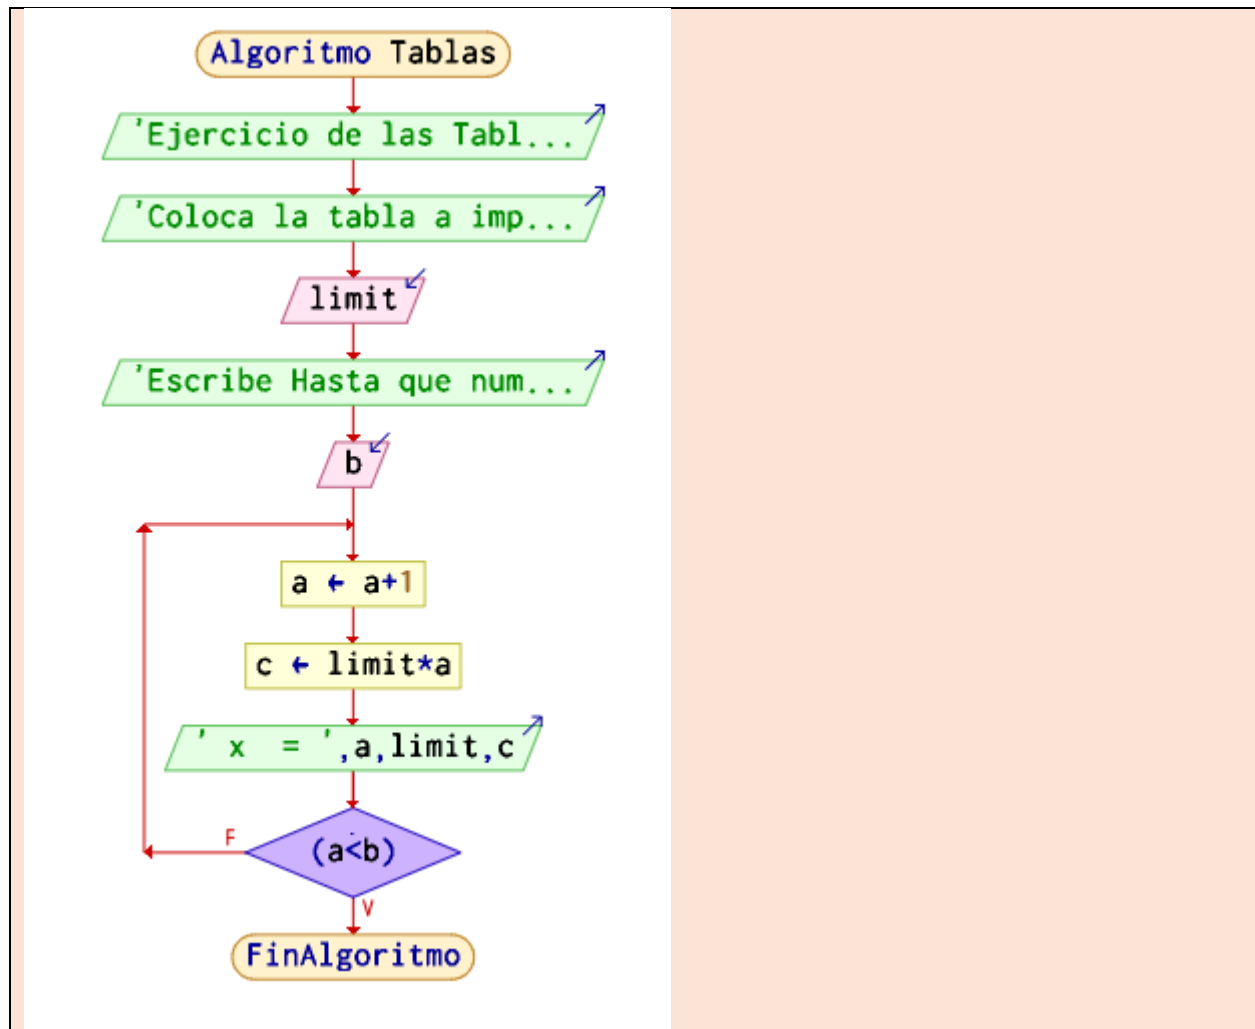 Algoritmo Tablas
'Ejercicio de las Tabl...
'Coloca la tabla a imp...
limit
'Escribe Hasta que num...
b
a ← a+1
c ← limit*a
' x  = ',a,limit,c
F
(a<b)
V
FinAlgoritmo